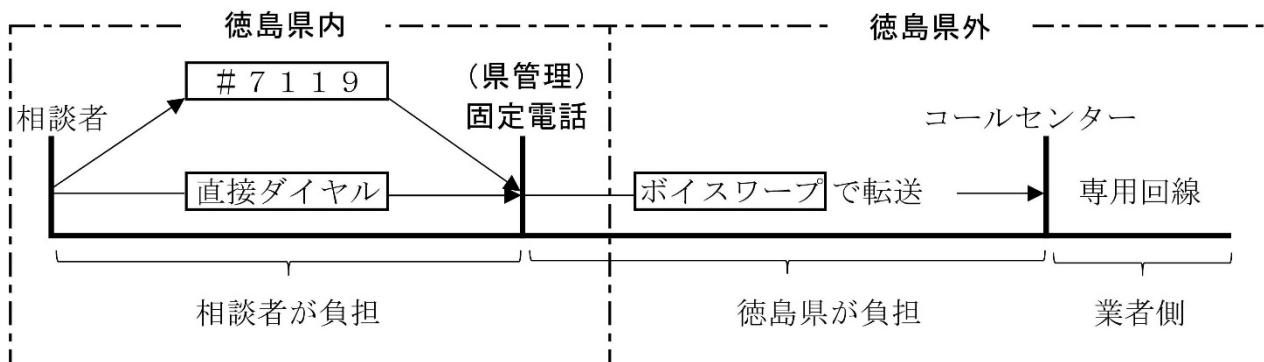 徳島県内
徳島県外
#7119
(県管理)
相談者
固定電話
コールセンター
直接ダイヤル
ボイスワープで転送
専用回線
相談者が負担
徳島県が負担
業者側